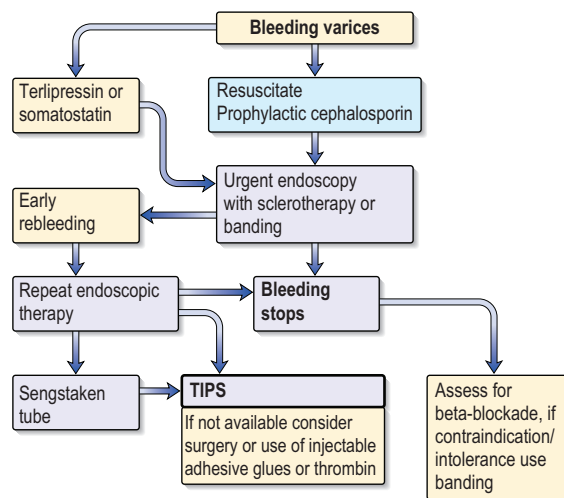 Bleeding varices
Terlipressin or
somatostatin
Resuscitate
Prophylactic cephalosporin
Urgent endoscopy
with sclerotherapy or
banding
Early
rebleeding
Repeat endoscopic
therapy
Bleeding
stops
Sengstaken
tube
TIPS
If not available consider
surgery or use of injectable
adhesive glues or thrombin
Assess for
beta-blockade, if
contraindication/
intolerance use
banding